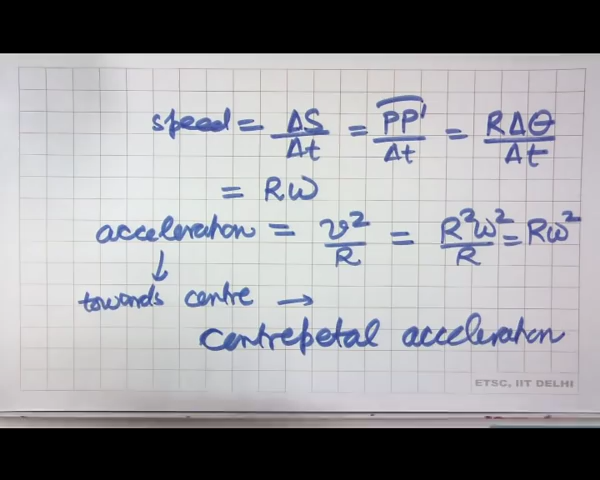 speed = ΔS/Δt = PP'/Δt = RΔθ/Δt
= Rω
acceleration = v²/R = R²ω²/R = Rω²
↓
towards centre →
centrepetal acceleration
ETSC, IIT DELHI